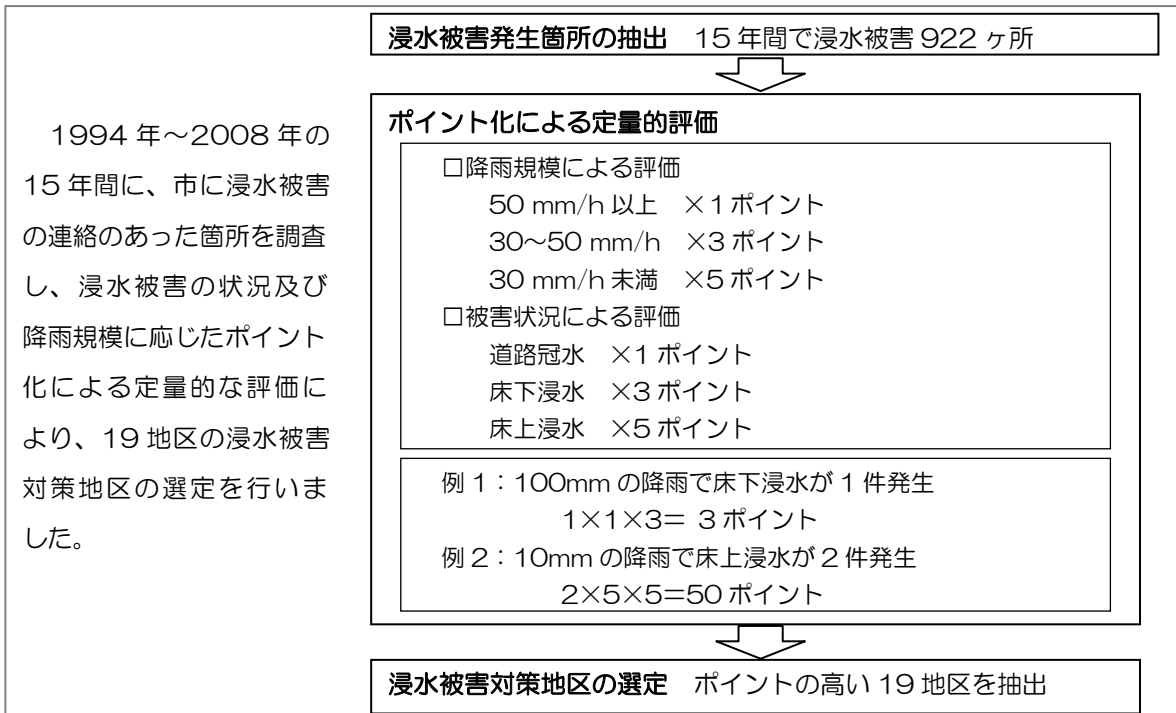 浸水被害発生箇所の抽出　15年間で浸水被害922ヶ所
1994年～2008年の
15年間に、市に浸水被害
の連絡のあった箇所を調査
し、浸水被害の状況及び
降雨規模に応じたポイント
化による定量的な評価に
より、19地区の浸水被害
対策地区の選定を行いま
した。
ポイント化による定量的評価
□降雨規模による評価
50 mm/h 以上　×1ポイント
30～50 mm/h　×3ポイント
30 mm/h 未満　×5ポイント
□被害状況による評価
道路冠水　×1ポイント
床下浸水　×3ポイント
床上浸水　×5ポイント
例1：100mmの降雨で床下浸水が1件発生
1×1×3＝ 3ポイント
例2：10mmの降雨で床上浸水が2件発生
2×5×5＝50ポイント
浸水被害対策地区の選定　ポイントの高い19地区を抽出